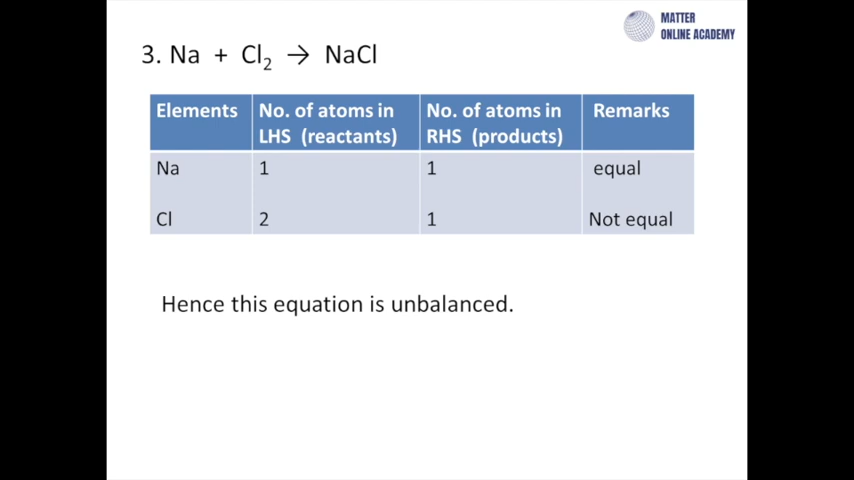 MATTER
ONLINE ACADEMY
3. Na + Cl₂ → NaCl
Elements No. of atoms in LHS (reactants) No. of atoms in RHS (products) Remarks
Na 1 1 equal
Cl 2 1 Not equal
Hence this equation is unbalanced.